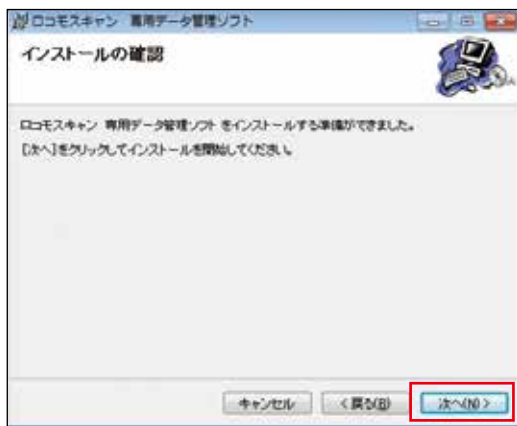 ロコモスキャン 専用データ管理ソフト
インストールの確認
ロコモスキャン 専用データ管理ソフト をインストールする準備ができました。
[次へ]をクリックしてインストールを開始してください。
キャンセル
< 戻る(B)
次へ(N) >